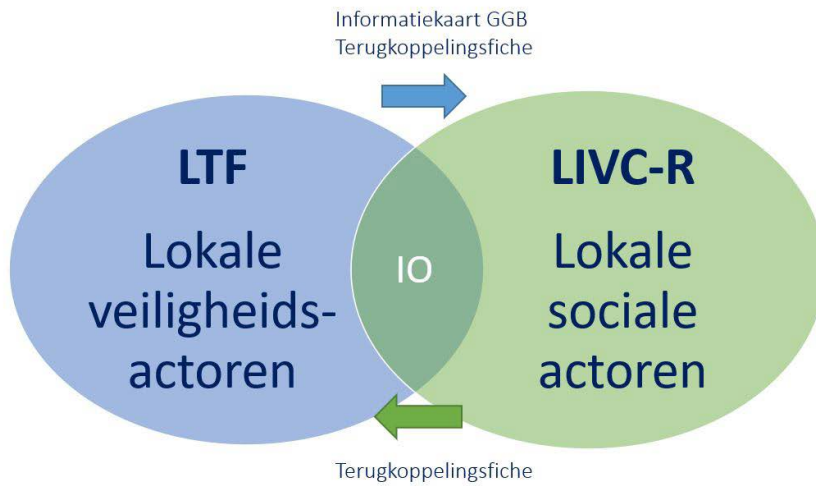 Informatiekaart GGB
Terugkoppelingsfiche
LTF
Lokale
veiligheids-
actoren
IO
LIVC-R
Lokale
sociale
actoren
Terugkoppelingsfiche